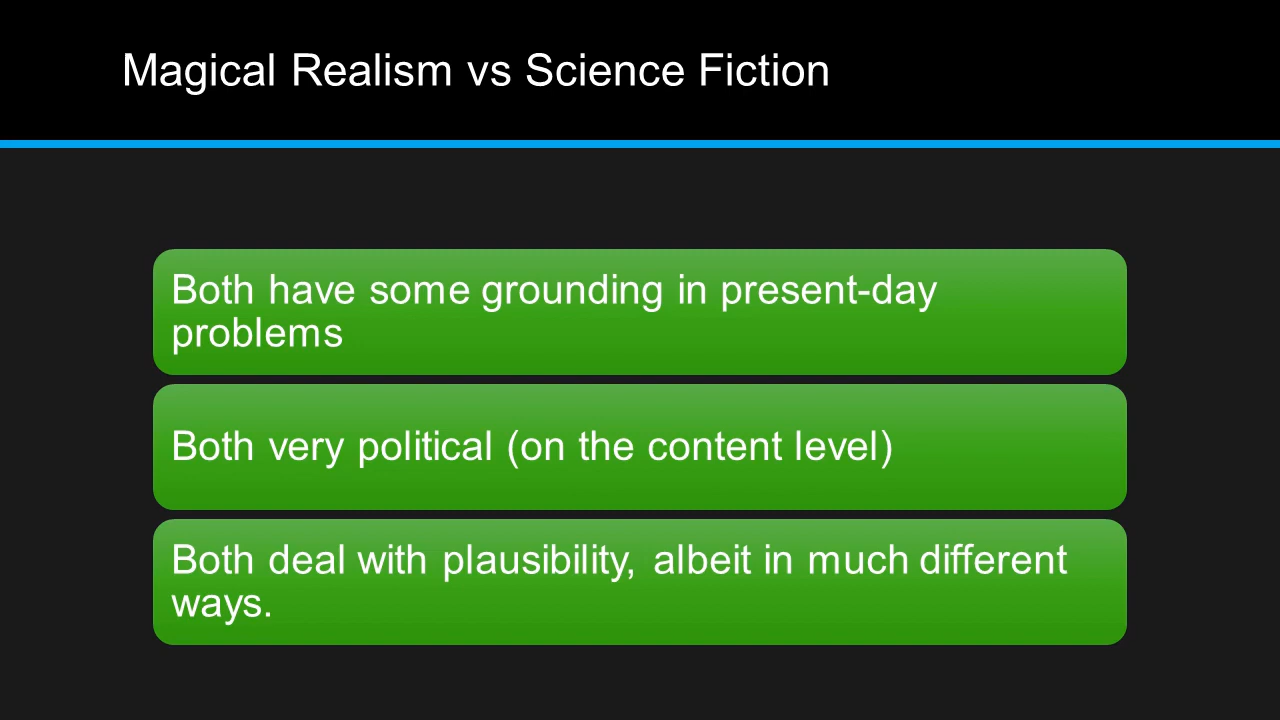 Magical Realism vs Science Fiction
Both have some grounding in present-day
problems
Both very political (on the content level)
Both deal with plausibility, albeit in much different
ways.